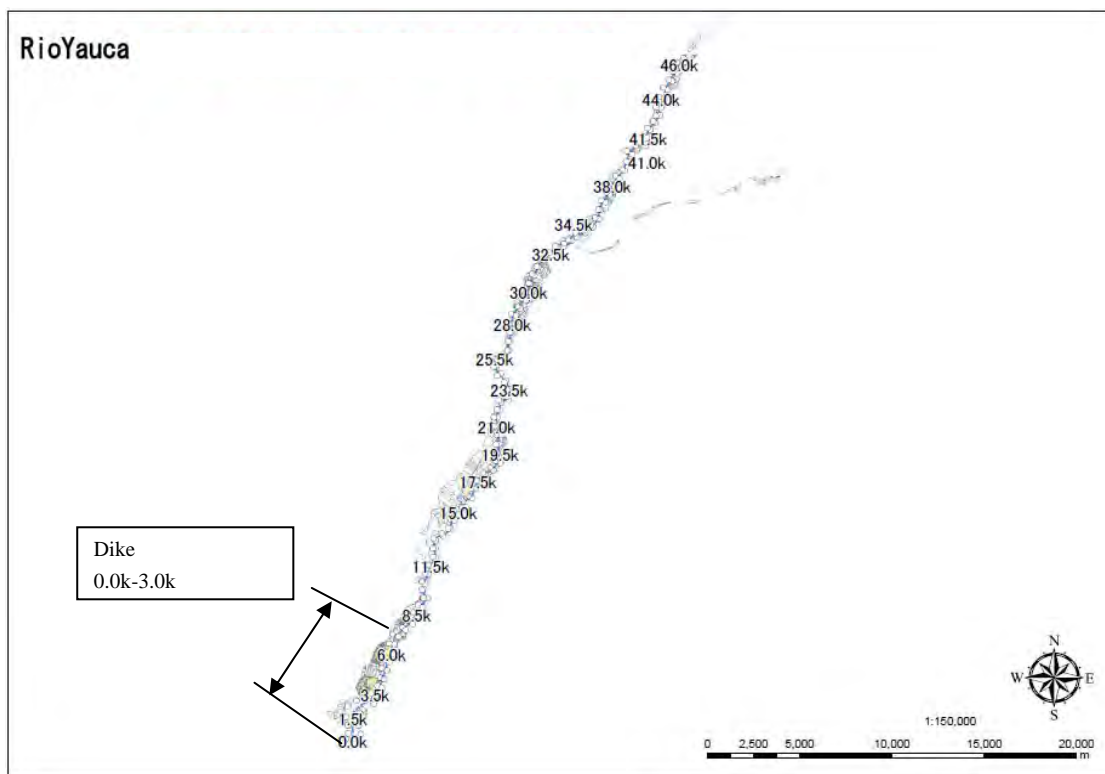 RioYauca
46.0k
44.0k
41.5k
41.0k
38.0k
34.5k
32.5k
30.0k
28.0k
25.5k
23.5k
21.0k
19.5k
17.5k
15.0k
Dike
0.0k-3.0k
11.5k
8.5k
6.0k
3.5k
1.5k
0.0k
N
W E
S
1:150,000
0 2,500 5,000 10,000 15,000 20,000
m